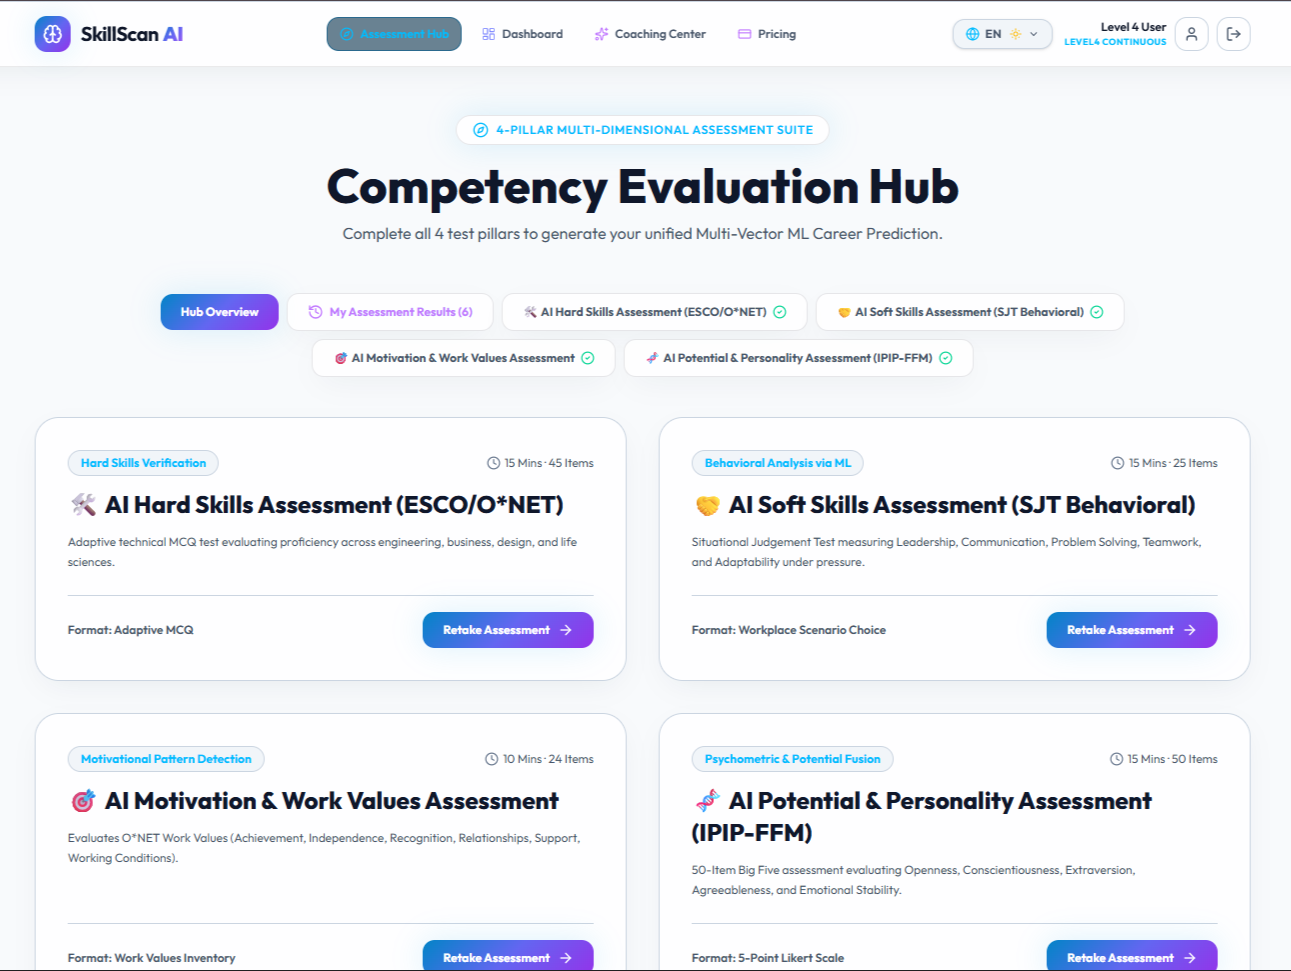 SkillScan AI
Assessment Hub
Dashboard
Coaching Center
Pricing
EN
Level 4 User
LEVEL4 CONTINUOUS
4-PILLAR MULTI-DIMENSIONAL ASSESSMENT SUITE
Competency Evaluation Hub
Complete all 4 test pillars to generate your unified Multi-Vector ML Career Prediction.
Hub Overview
My Assessment Results (6)
AI Hard Skills Assessment (ESCO/O*NET)
AI Soft Skills Assessment (SJT Behavioral)
AI Motivation & Work Values Assessment
AI Potential & Personality Assessment (IPIP-FFM)
Hard Skills Verification
15 Mins · 45 Items
AI Hard Skills Assessment (ESCO/O*NET)
Adaptive technical MCQ test evaluating proficiency across engineering, business, design, and life
sciences.
Format: Adaptive MCQ
Retake Assessment
Behavioral Analysis via ML
15 Mins · 25 Items
AI Soft Skills Assessment (SJT Behavioral)
Situational Judgement Test measuring Leadership, Communication, Problem Solving, Teamwork,
and Adaptability under pressure.
Format: Workplace Scenario Choice
Retake Assessment
Motivational Pattern Detection
10 Mins · 24 Items
AI Motivation & Work Values Assessment
Evaluates O*NET Work Values (Achievement, Independence, Recognition, Relationships, Support,
Working Conditions).
Format: Work Values Inventory
Retake Assessment
Psychometric & Potential Fusion
15 Mins · 50 Items
AI Potential & Personality Assessment
(IPIP-FFM)
50-Item Big Five assessment evaluating Openness, Conscientiousness, Extraversion,
Agreeableness, and Emotional Stability.
Format: 5-Point Likert Scale
Retake Assessment